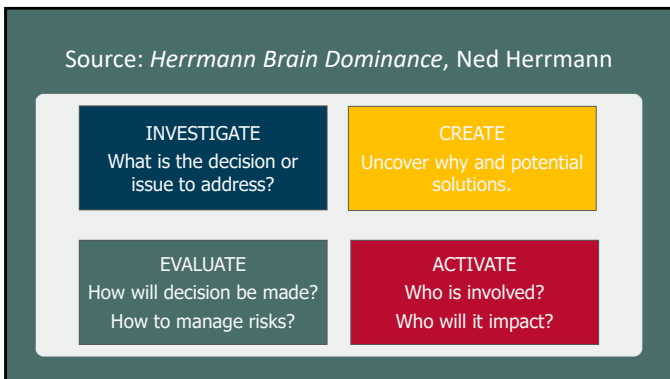 Source: Herrmann Brain Dominance, Ned Herrmann
INVESTIGATE
What is the decision or
issue to address?
CREATE
Uncover why and potential
solutions.
EVALUATE
How will decision be made?
How to manage risks?
ACTIVATE
Who is involved?
Who will it impact?